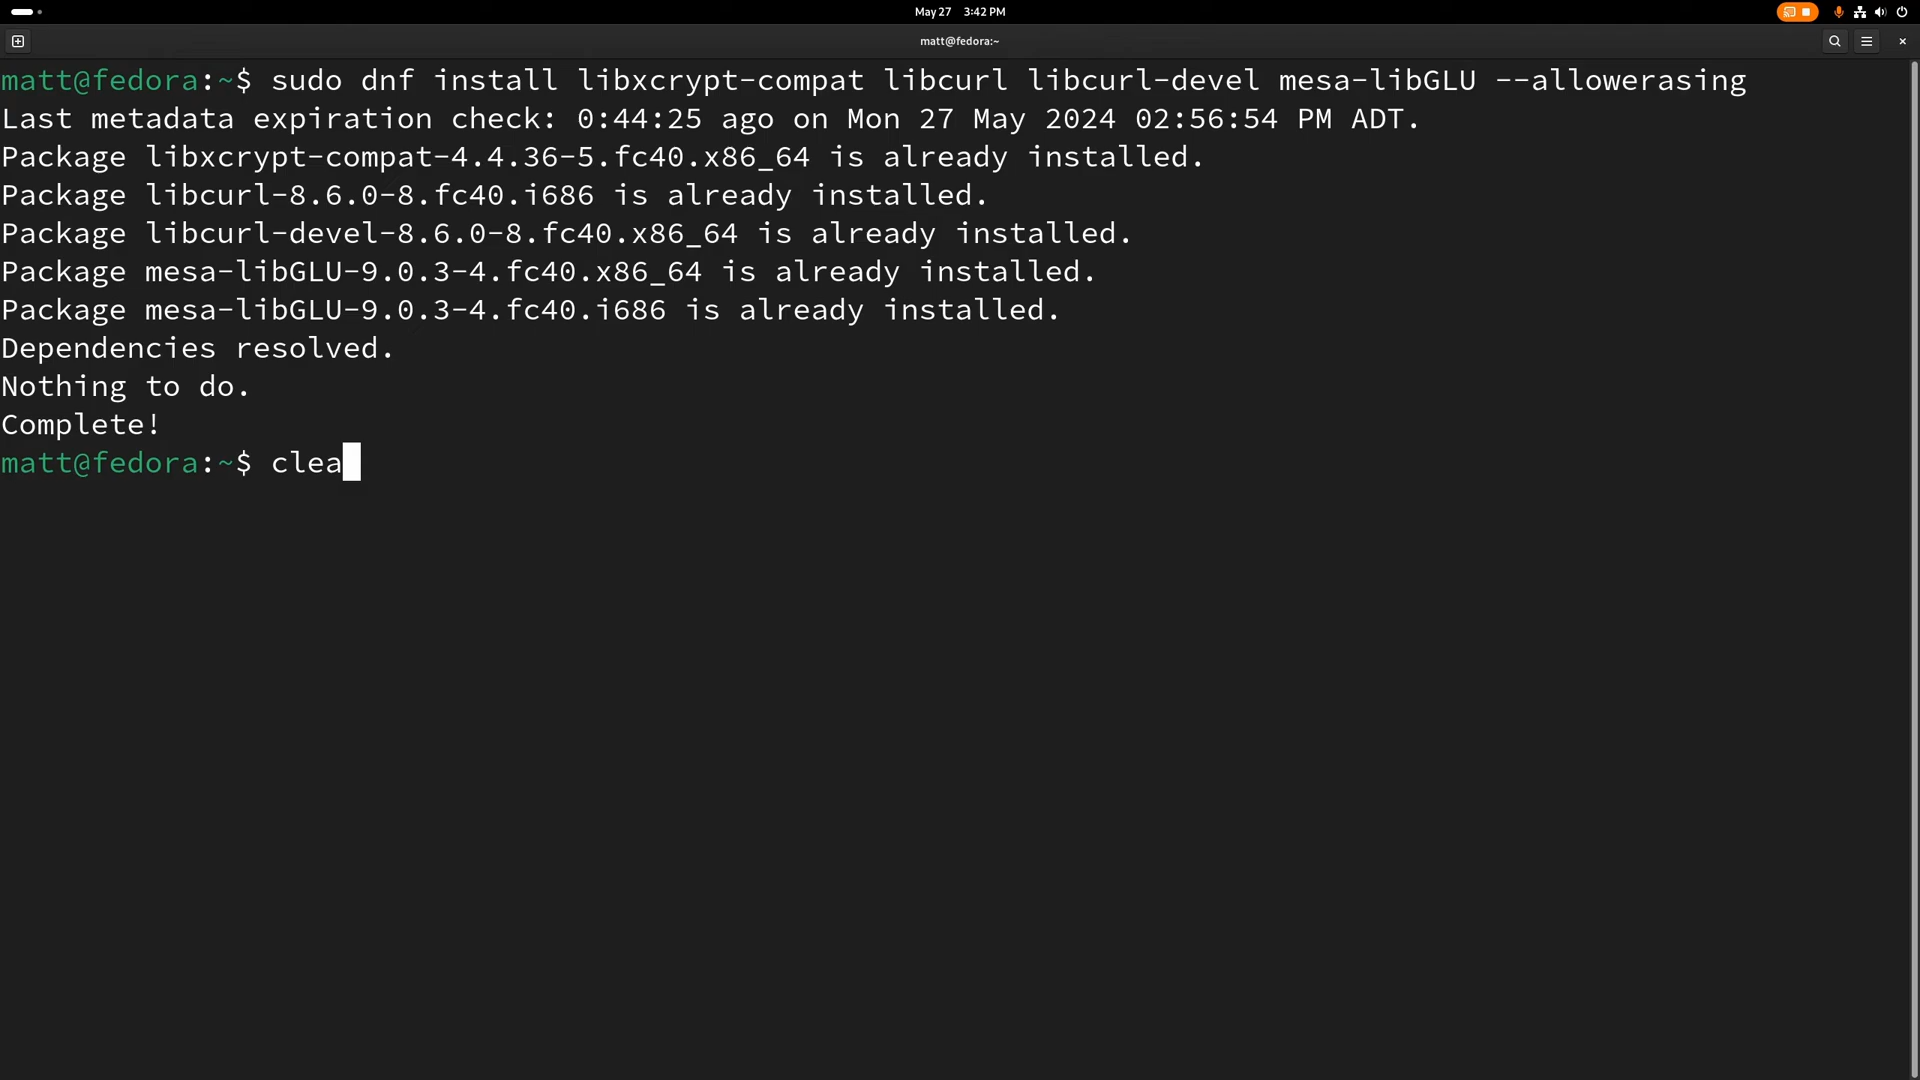 May 27 3:42 PM
matt@fedora:~
matt@fedora:~$ sudo dnf install libxcrypt-compat libcurl libcurl-devel mesa-libGLU --allowerasing
Last metadata expiration check: 0:44:25 ago on Mon 27 May 2024 02:56:54 PM ADT.
Package libxcrypt-compat-4.4.36-5.fc40.x86_64 is already installed.
Package libcurl-8.6.0-8.fc40.i686 is already installed.
Package libcurl-devel-8.6.0-8.fc40.x86_64 is already installed.
Package mesa-libGLU-9.0.3-4.fc40.x86_64 is already installed.
Package mesa-libGLU-9.0.3-4.fc40.i686 is already installed.
Dependencies resolved.
Nothing to do.
Complete!
matt@fedora:~$ clea